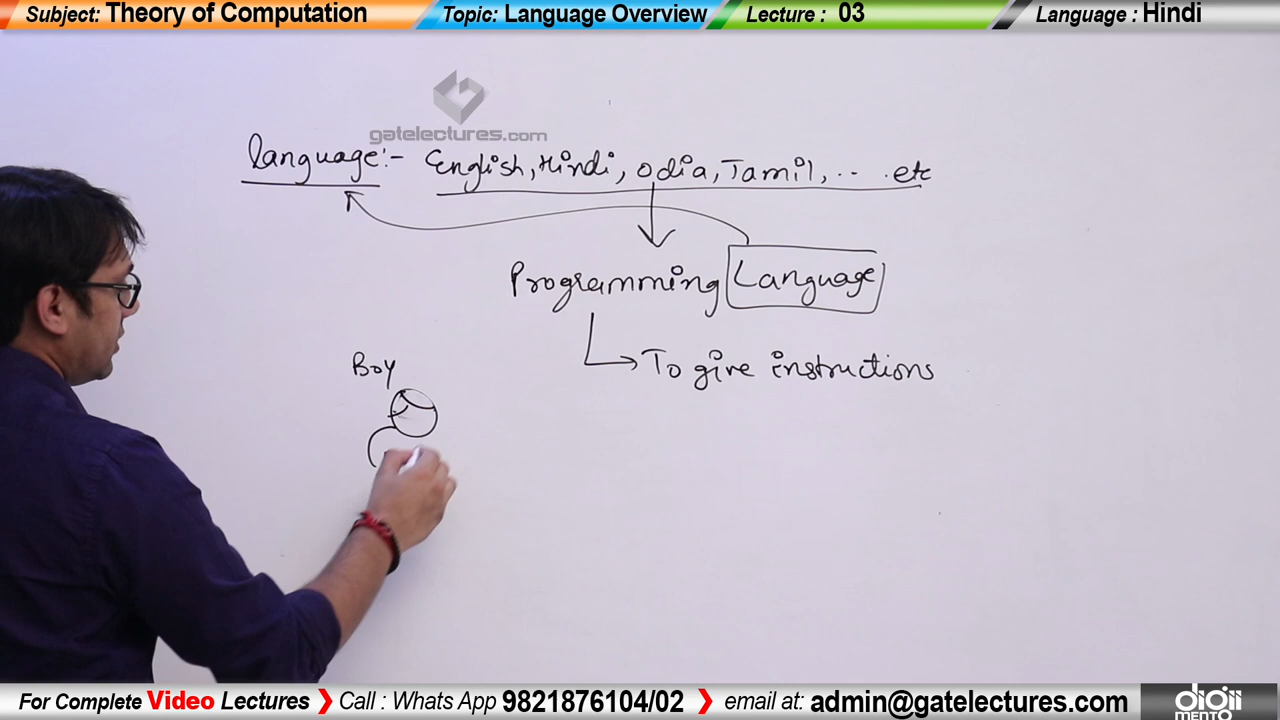 Subject: Theory of Computation Topic: Language Overview Lecture : 03 Language : Hindi
gatelectures.com
Language:- English, Hindi, Odia, Tamil, .. . etc
Programming Language
To give instructions
Boy
For Complete Video Lectures ❯ Call : Whats App 9821876104/02 ❯ email at: admin@gatelectures.com
digii
MENTO